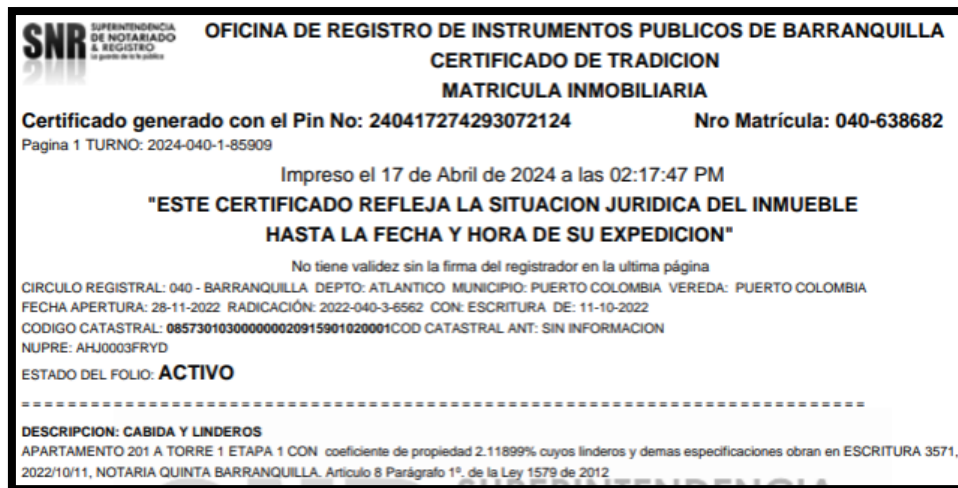 SNR SUPERINTENDENCIA
DE NOTARIADO
& REGISTRO
La guarda de la fe pública
OFICINA DE REGISTRO DE INSTRUMENTOS PUBLICOS DE BARRANQUILLA
CERTIFICADO DE TRADICION
MATRICULA INMOBILIARIA
Certificado generado con el Pin No: 240417274293072124 Nro Matrícula: 040-638682
Pagina 1 TURNO: 2024-040-1-85909
Impreso el 17 de Abril de 2024 a las 02:17:47 PM
"ESTE CERTIFICADO REFLEJA LA SITUACION JURIDICA DEL INMUEBLE
HASTA LA FECHA Y HORA DE SU EXPEDICION"
No tiene validez sin la firma del registrador en la ultima página
CIRCULO REGISTRAL: 040 - BARRANQUILLA DEPTO: ATLANTICO MUNICIPIO: PUERTO COLOMBIA VEREDA: PUERTO COLOMBIA
FECHA APERTURA: 28-11-2022 RADICACIÓN: 2022-040-3-6562 CON: ESCRITURA DE: 11-10-2022
CODIGO CATASTRAL: 085730103000000020915901020001COD CATASTRAL ANT: SIN INFORMACION
NUPRE: AHJ0003FRYD
ESTADO DEL FOLIO: ACTIVO
DESCRIPCION: CABIDA Y LINDEROS
APARTAMENTO 201 A TORRE 1 ETAPA 1 CON coeficiente de propiedad 2.11899% cuyos linderos y demas especificaciones obran en ESCRITURA 3571,
2022/10/11, NOTARIA QUINTA BARRANQUILLA. Articulo 8 Parágrafo 1º. de la Ley 1579 de 2012
SUPERINTENDENCIA